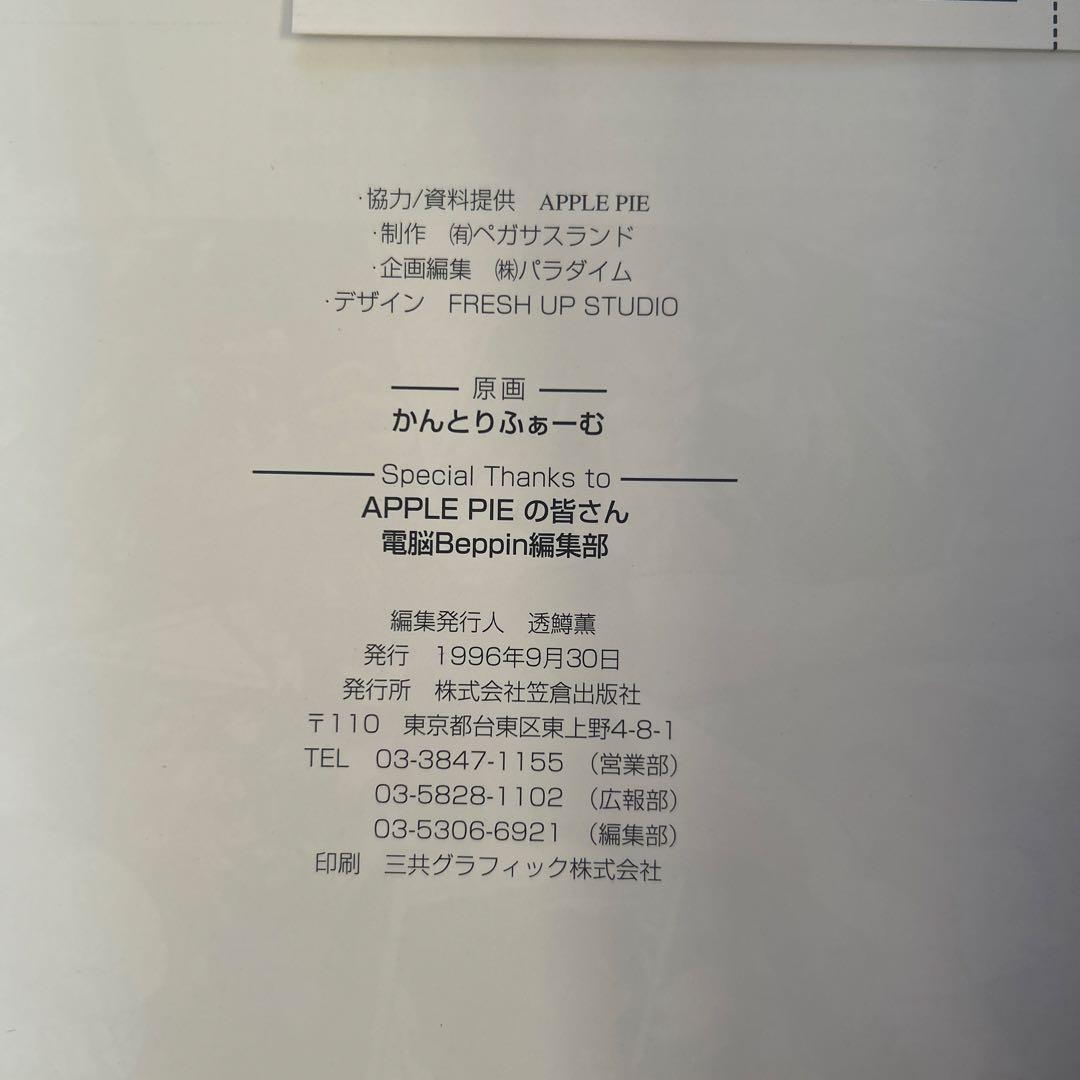 ·協力/資料提供　APPLE PIE
·制作　㈲ペガサスランド
·企画編集　㈱パラダイム
·デザイン　FRESH UP STUDIO
原画
かんとりふぁーむ
Special Thanks to
APPLE PIE の皆さん
電脳Beppin編集部
編集発行人　透鱒薫
発行　1996年9月30日
発行所　株式会社笠倉出版社
〒110　東京都台東区東上野4-8-1
TEL　03-3847-1155　（営業部）
03-5828-1102　（広報部）
03-5306-6921　（編集部）
印刷　三共グラフィック株式会社